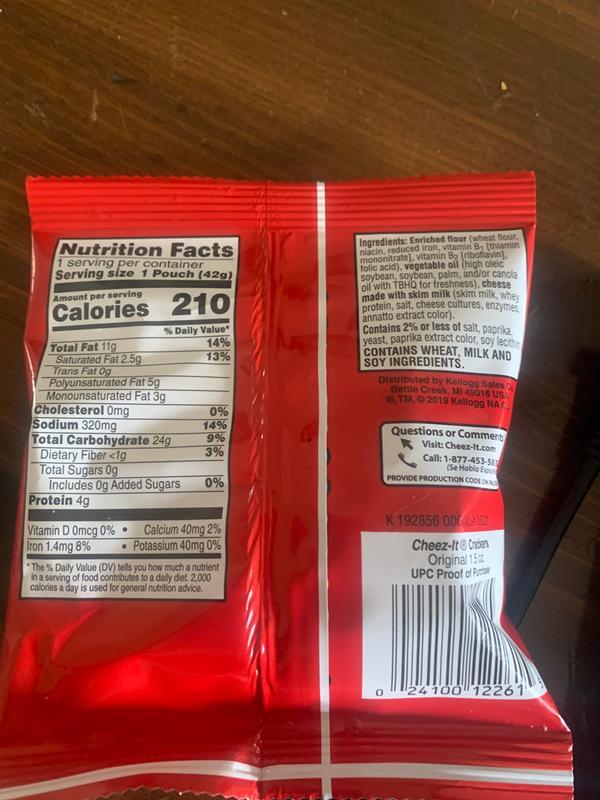 Nutrition Facts
1 serving per container
Serving size 1 Pouch (42g)
Amount per serving
Calories 210
% Daily Value*
Total Fat 11g 14%
Saturated Fat 2.5g 13%
Trans Fat 0g
Polyunsaturated Fat 5g
Monounsaturated Fat 3g
Cholesterol 0mg 0%
Sodium 320mg 14%
Total Carbohydrate 24g 9%
Dietary Fiber <1g 3%
Total Sugars 0g
Includes 0g Added Sugars 0%
Protein 4g
Vitamin D 0mcg 0% • Calcium 40mg 2%
Iron 1.4mg 8% • Potassium 40mg 0%
* The % Daily Value (DV) tells you how much a nutrient
in a serving of food contributes to a daily diet. 2,000
calories a day is used for general nutrition advice.
Ingredients: Enriched flour (wheat flour,
niacin, reduced iron, vitamin B1 [thiamin
mononitrate], vitamin B2 [riboflavin],
folic acid), vegetable oil (high oleic
soybean, soybean, palm, and/or canola
oil with TBHQ for freshness), cheese
made with skim milk (skim milk, whey
protein, salt, cheese cultures, enzymes,
annatto extract color).
Contains 2% or less of salt, paprika,
yeast, paprika extract color, soy lecithin
CONTAINS WHEAT, MILK AND
SOY INGREDIENTS.
Distributed by Kellogg Sales
Battle Creek, MI 49016 USA
®, TM, © 2019 Kellogg NA
Questions or Comments
Visit: Cheez-It.com
Call: 1-877-453-58
(Se Habla Español
PROVIDE PRODUCTION CODE ON
K 192856 000
Cheez-It® Crackers
Original 1.5 oz.
UPC Proof of Purchase
0 24100 12261